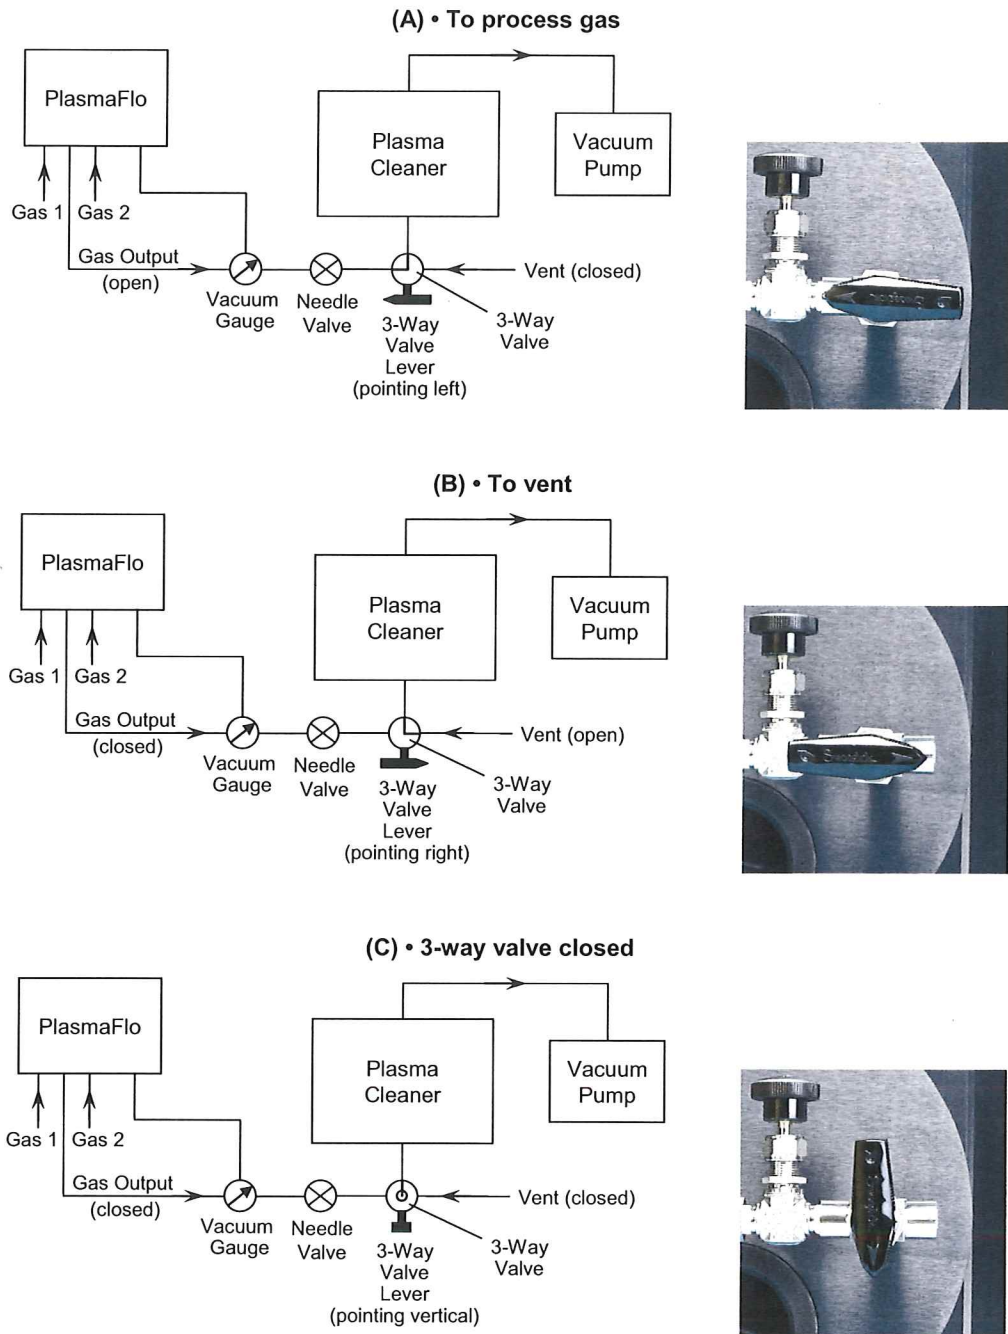 (A) • To process gas
PlasmaFlo
Plasma
Cleaner
Vacuum
Pump
Gas 1
Gas 2
Gas Output
(open)
Vent (closed)
Vacuum
Gauge
Needle
Valve
3-Way
Valve
Lever
(pointing left)
3-Way
Valve
(B) • To vent
PlasmaFlo
Plasma
Cleaner
Vacuum
Pump
Gas 1
Gas 2
Gas Output
(closed)
Vent (open)
Vacuum
Gauge
Needle
Valve
3-Way
Valve
Lever
(pointing right)
3-Way
Valve
(C) • 3-way valve closed
PlasmaFlo
Plasma
Cleaner
Vacuum
Pump
Gas 1
Gas 2
Gas Output
(closed)
Vent (closed)
Vacuum
Gauge
Needle
Valve
3-Way
Valve
Lever
(pointing vertical)
3-Way
Valve